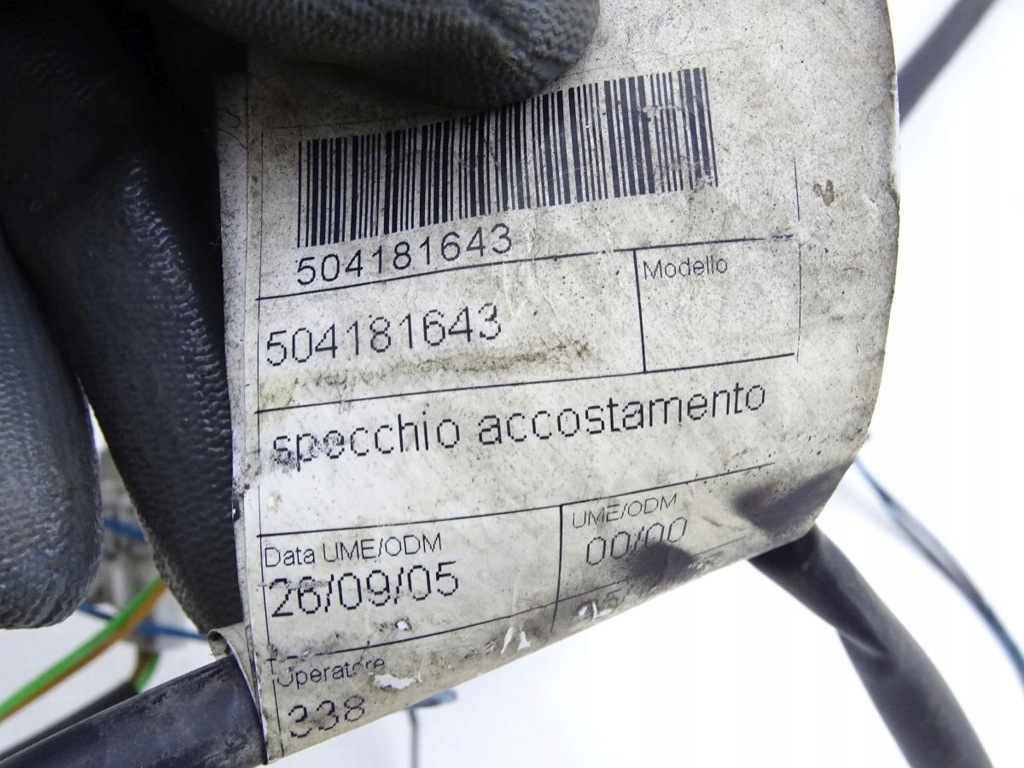 504181643
504181643
Modello
specchio accostamento
Data UME/ODM
26/09/05
UME/ODM
00/00
Operatore
338